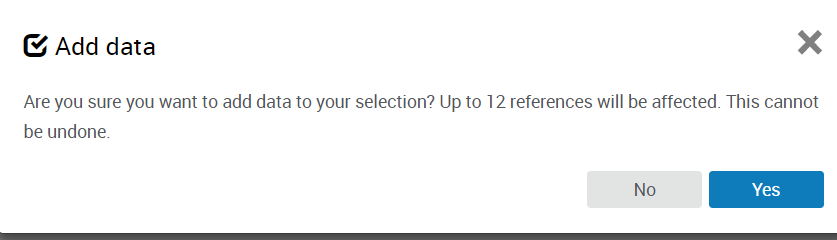 Add data
Are you sure you want to add data to your selection? Up to 12 references will be affected. This cannot
be undone.
No
Yes